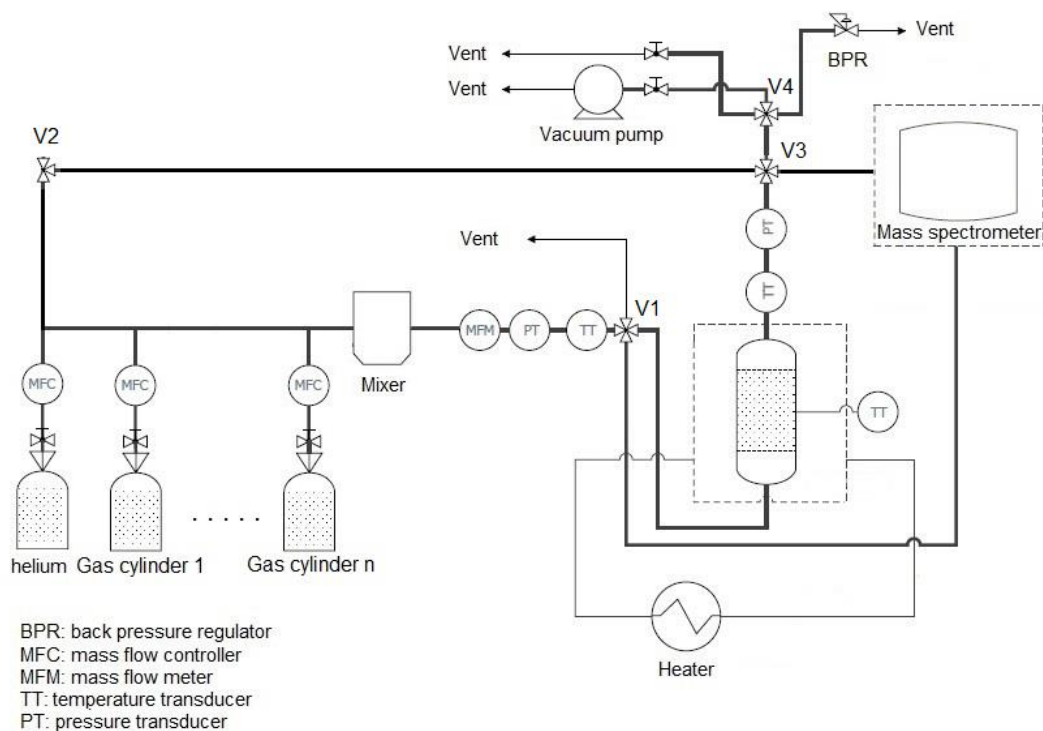 Vent
Vent
BPR
Vent
V4
Vacuum pump
V2
V3
Mass spectrometer
PT
Vent
TT
V1
MFM
PT
TT
Mixer
MFC
MFC
MFC
TT
helium
Gas cylinder 1
.....
Gas cylinder n
Heater
BPR: back pressure regulator
MFC: mass flow controller
MFM: mass flow meter
TT: temperature transducer
PT: pressure transducer